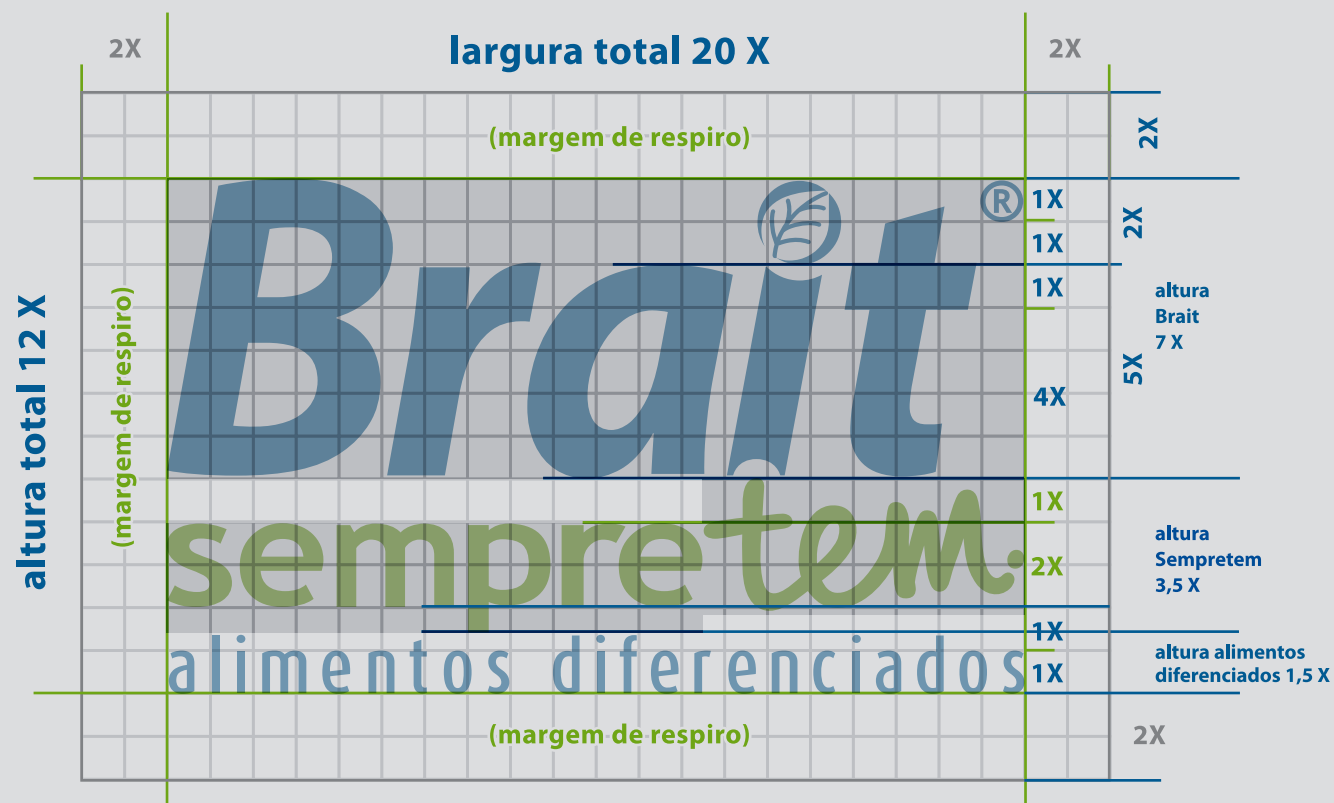 2X
largura total 20 X
2X
(margem de respiro)
2X
altura total 12 X
(margem de respiro)
Brait®
1X
1X
2X
1X
4X
5X
altura
Brait
7 X
sempre tem.
1X
2X
altura
Sempretem
3,5 X
alimentos diferenciados
1X
1X
altura alimentos
diferenciados 1,5 X
(margem de respiro)
2X